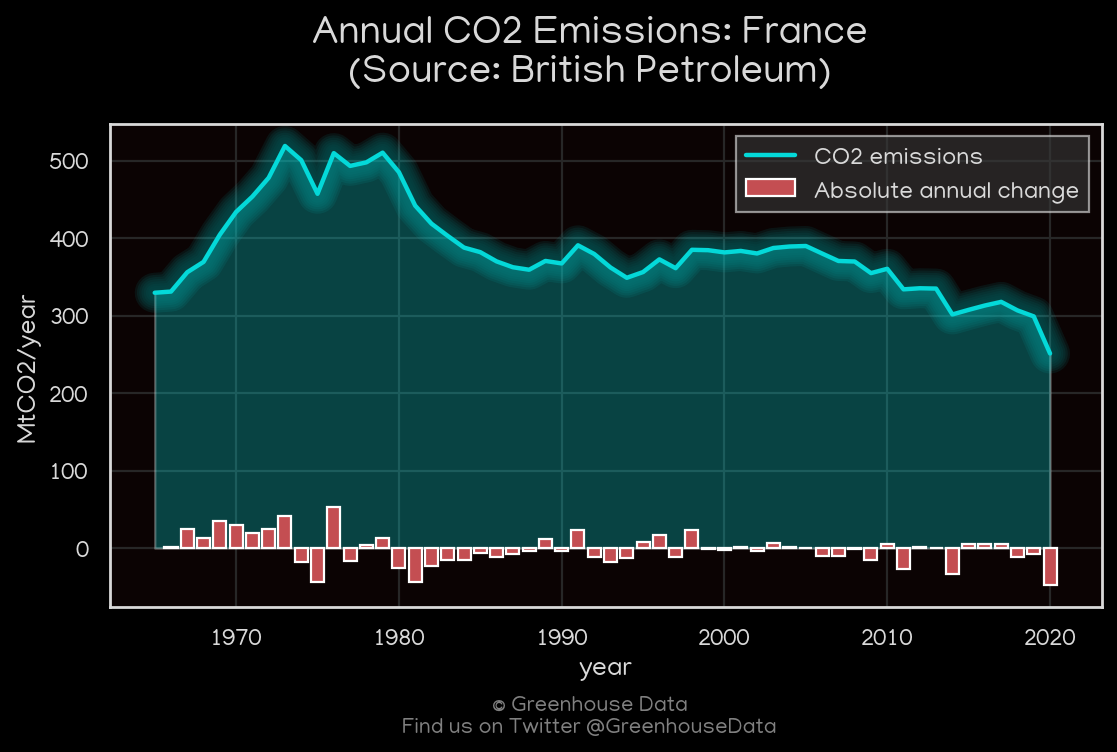 Annual CO2 Emissions: France
(Source: British Petroleum)
CO2 emissions
Absolute annual change
MtCO2/year
500
400
300
200
100
0
1970 1980 1990 2000 2010 2020
year
© Greenhouse Data
Find us on Twitter @GreenhouseData